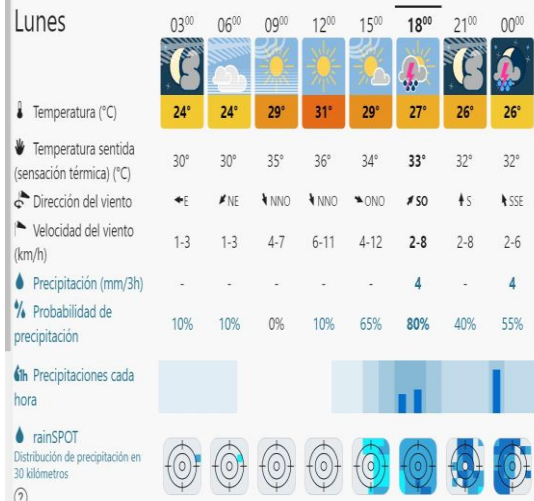 Lunes 03⁰⁰ 06⁰⁰ 09⁰⁰ 12⁰⁰ 15⁰⁰ 18⁰⁰ 21⁰⁰ 00⁰⁰
Temperatura (°C) 24° 24° 29° 31° 29° 27° 26° 26°
Temperatura sentida
(sensación térmica) (°C) 30° 30° 35° 36° 34° 33° 32° 32°
Dirección del viento E NE NNO NNO ONO SO S SSE
Velocidad del viento
(km/h) 1-3 1-3 4-7 6-11 4-12 2-8 2-8 2-6
Precipitación (mm/3h) - - - - - 4 - 4
Probabilidad de
precipitación 10% 10% 0% 10% 65% 80% 40% 55%
1h Precipitaciones cada
hora
rainSPOT
Distribución de precipitación en
30 kilómetros
?